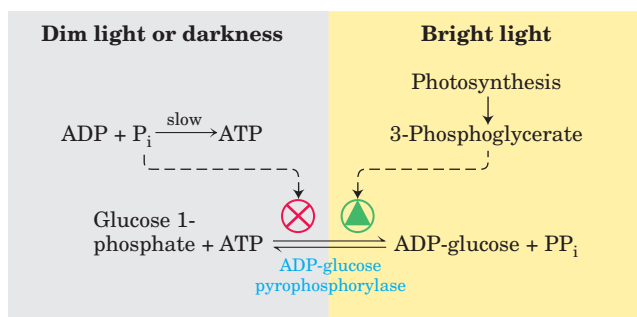 Dim light or darkness
Bright light
Photosynthesis
slow
ADP + Pi
ATP
3-Phosphoglycerate
Glucose 1-
phosphate + ATP
ADP-glucose + PPi
ADP-glucose
pyrophosphorylase